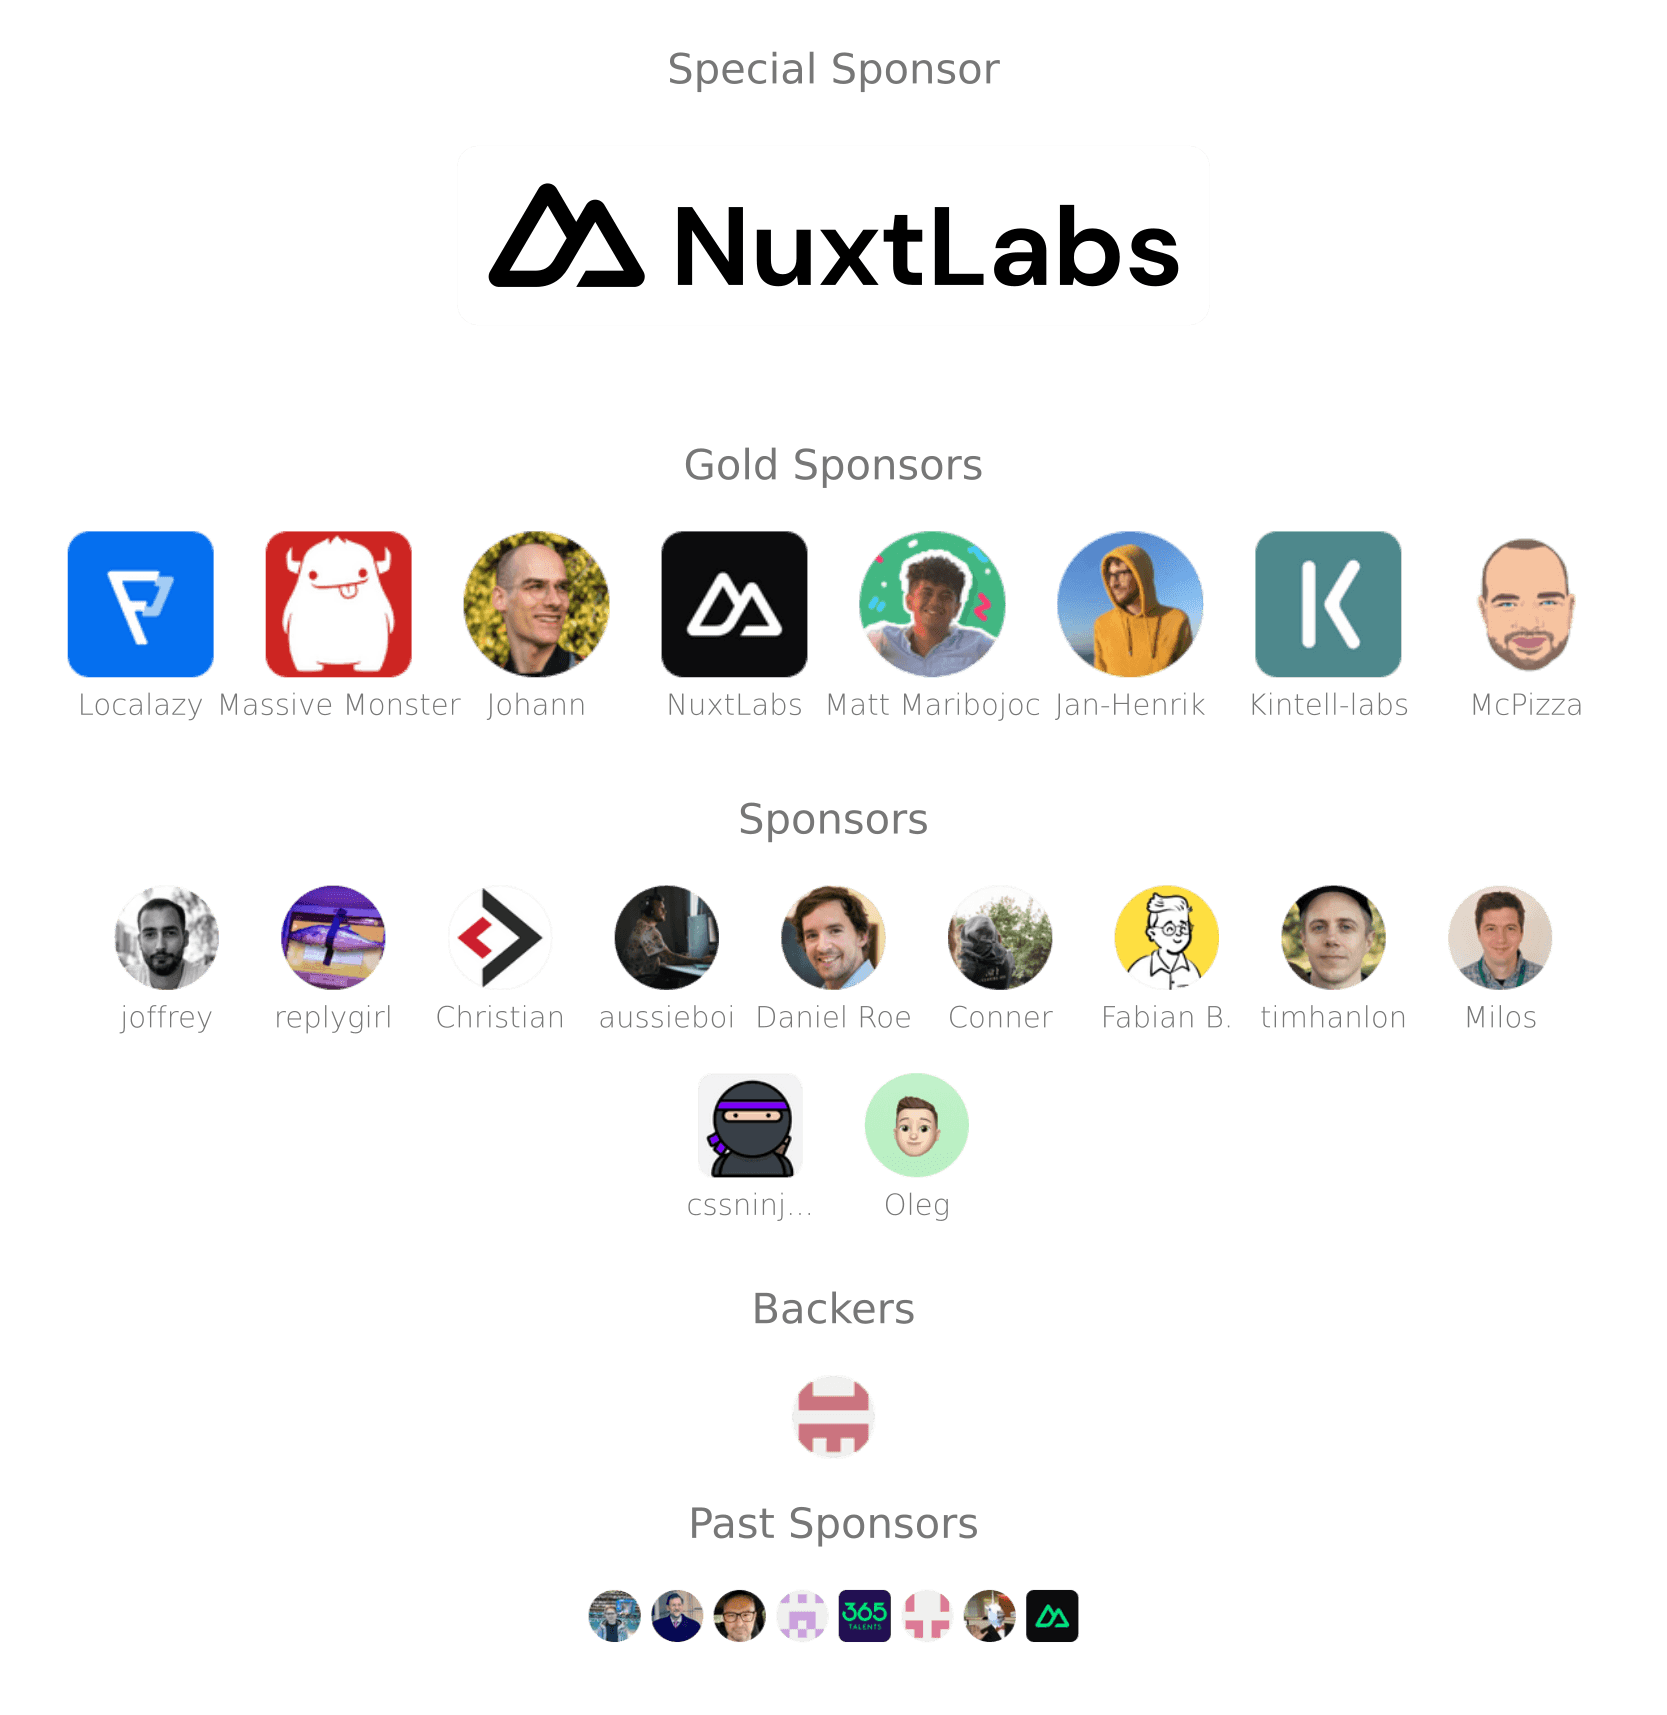 Special Sponsor
NuxtLabs
Gold Sponsors
Localazy Massive Monster Johann NuxtLabs Matt Maribojoc Jan-Henrik Kintell-labs McPizza
Sponsors
joffrey replygirl Christian aussieboi Daniel Roe Conner Fabian B. timhanlon Milos
cssninj... Oleg
Backers
Past Sponsors
365
TALENTS